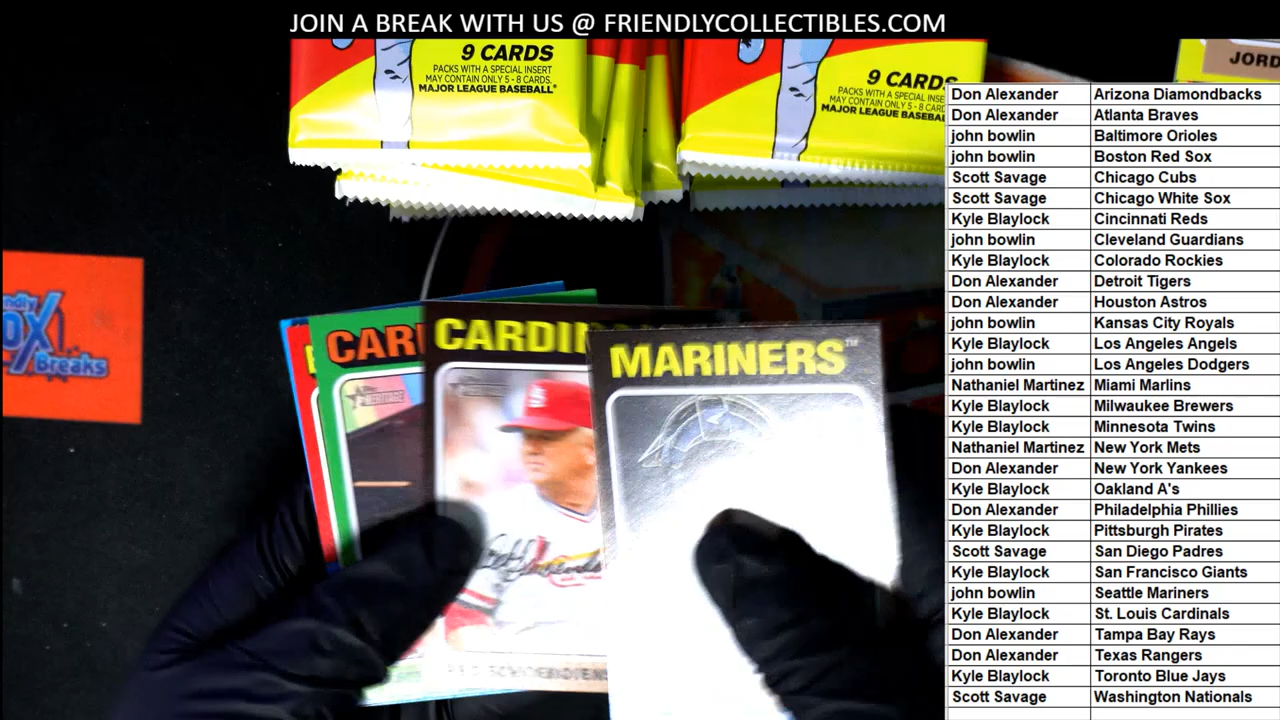 JOIN A BREAK WITH US @ FRIENDLYCOLLECTIBLES.COM
9 CARDS
PACKS WITH A SPECIAL INSERT
MAY CONTAIN ONLY 5 - 8 CARDS.
MAJOR LEAGUE BASEBALL®
9 CARDS
PACKS WITH A SPECIAL INSE
MAY CONTAIN ONLY 5 - 8 CARD
MAJOR LEAGUE BASEBAL
JORD
Don Alexander Arizona Diamondbacks
Don Alexander Atlanta Braves
john bowlin Baltimore Orioles
john bowlin Boston Red Sox
Scott Savage Chicago Cubs
Scott Savage Chicago White Sox
Kyle Blaylock Cincinnati Reds
john bowlin Cleveland Guardians
Kyle Blaylock Colorado Rockies
Don Alexander Detroit Tigers
Don Alexander Houston Astros
john bowlin Kansas City Royals
Kyle Blaylock Los Angeles Angels
john bowlin Los Angeles Dodgers
Nathaniel Martinez Miami Marlins
Kyle Blaylock Milwaukee Brewers
Kyle Blaylock Minnesota Twins
Nathaniel Martinez New York Mets
Don Alexander New York Yankees
Kyle Blaylock Oakland A's
Don Alexander Philadelphia Phillies
Kyle Blaylock Pittsburgh Pirates
Scott Savage San Diego Padres
Kyle Blaylock San Francisco Giants
john bowlin Seattle Mariners
Kyle Blaylock St. Louis Cardinals
Don Alexander Tampa Bay Rays
Don Alexander Texas Rangers
Kyle Blaylock Toronto Blue Jays
Scott Savage Washington Nationals
ndly
OX
Breaks
CAR
HERITAGE
CARDIN
MARINERS™